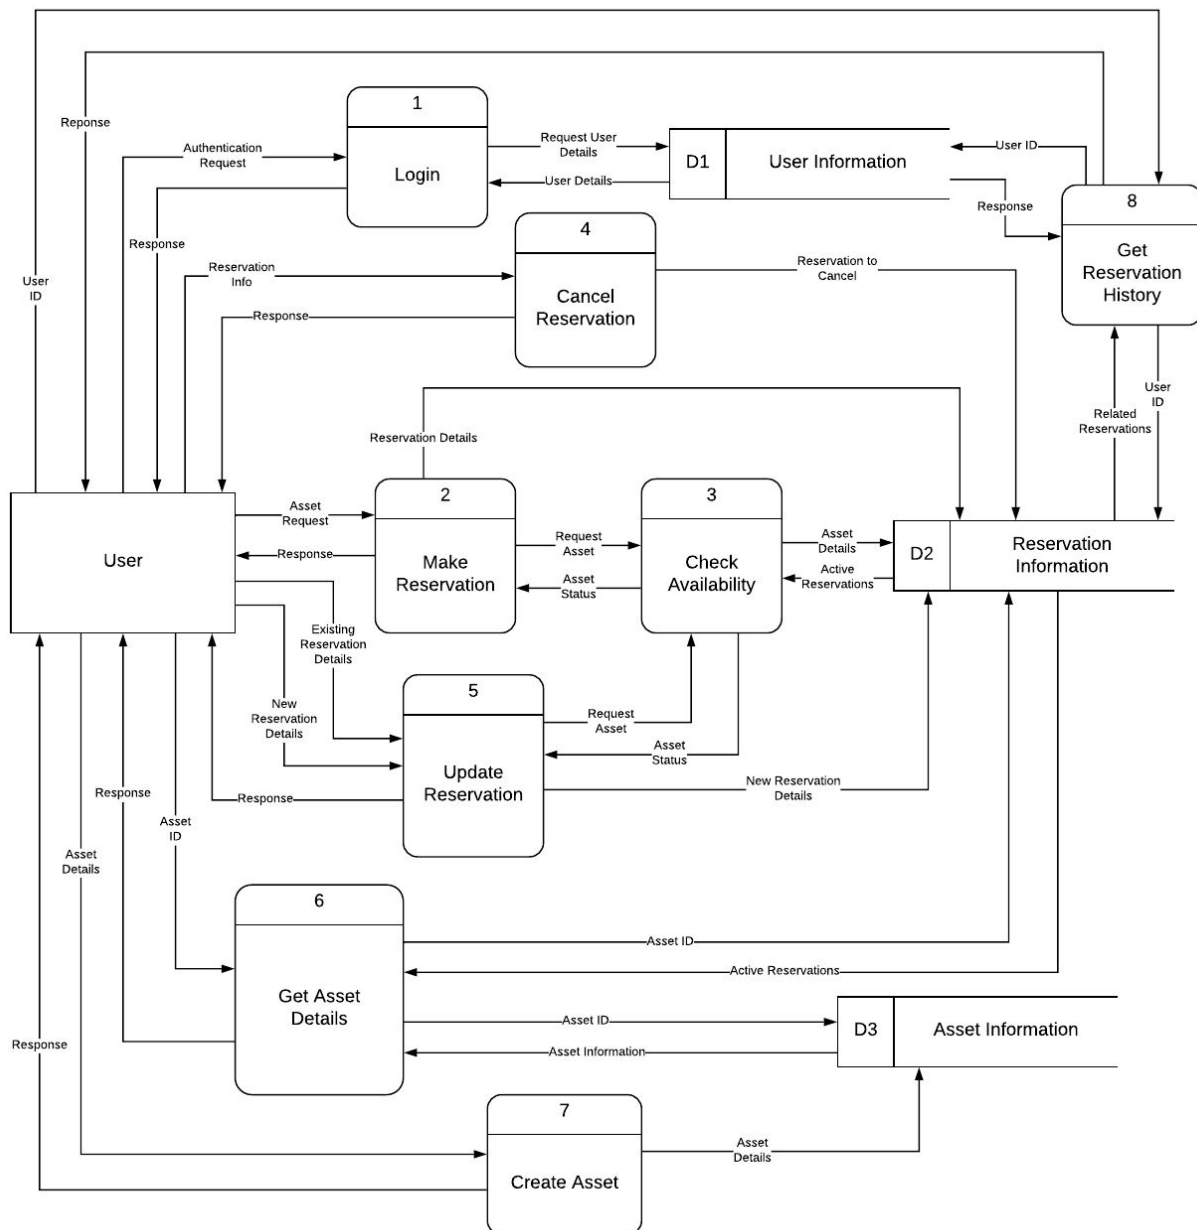 1
Login
Reponse
Authentication
Request
Request User
Details
User Details
D1
User Information
User ID
Response
8
Get
Reservation
History
Response
4
Cancel
Reservation
Reservation
Info
Response
Reservation to
Cancel
User
ID
User
ID
Related
Reservations
Reservation Details
User
Asset
Request
Response
2
Make
Reservation
Request
Asset
Asset
Status
3
Check
Availability
Asset
Details
Active
Reservations
D2
Reservation
Information
Existing
Reservation
Details
New
Reservation
Details
5
Update
Reservation
Request
Asset
Asset
Status
New Reservation
Details
Response
Response
Asset
ID
Asset
Details
6
Get Asset
Details
Asset ID
Active Reservations
Asset ID
Asset Information
D3
Asset Information
Response
7
Create Asset
Asset
Details